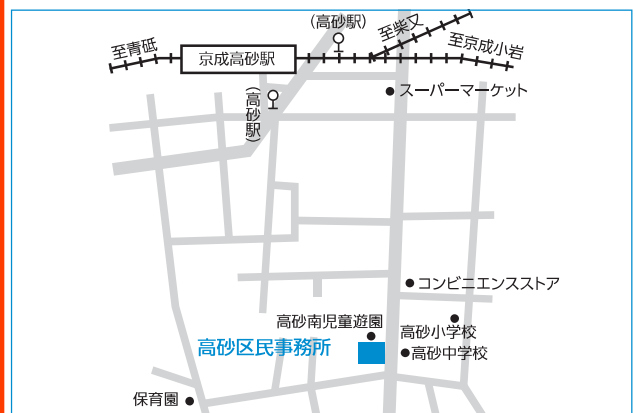 (高砂駅)
至柴又
至青砥
京成高砂駅
至京成小岩
スーパーマーケット
(高砂駅)
コンビニエンスストア
高砂南児童遊園
高砂小学校
高砂区民事務所
高砂中学校
保育園